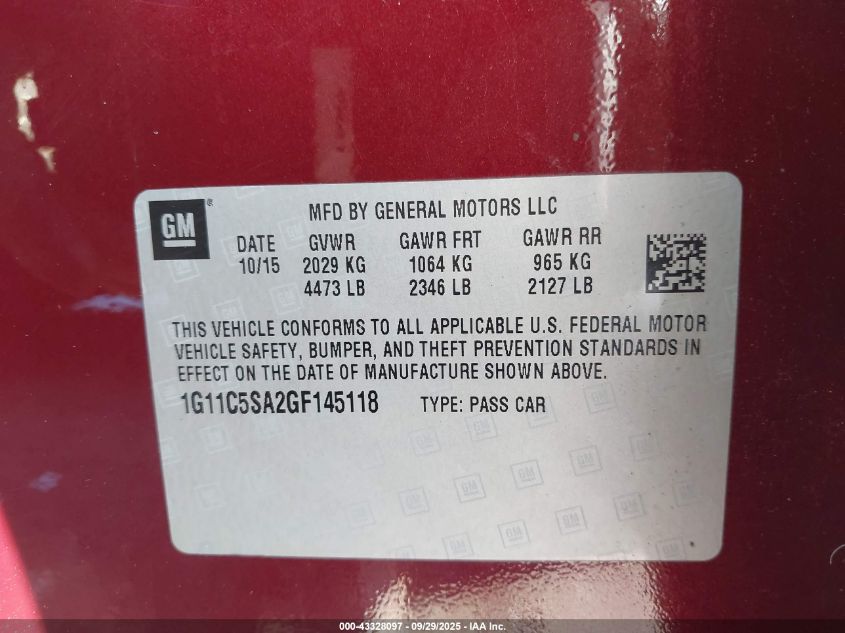 GM ®
MFD BY GENERAL MOTORS LLC
DATE GVWR GAWR FRT GAWR RR
10/15 2029 KG 1064 KG 965 KG
4473 LB 2346 LB 2127 LB
THIS VEHICLE CONFORMS TO ALL APPLICABLE U.S. FEDERAL MOTOR
VEHICLE SAFETY, BUMPER, AND THEFT PREVENTION STANDARDS IN
EFFECT ON THE DATE OF MANUFACTURE SHOWN ABOVE.
1G11C5SA2GF145118 TYPE: PASS CAR
000-43328097 - 09/29/2025 - IAA Inc.